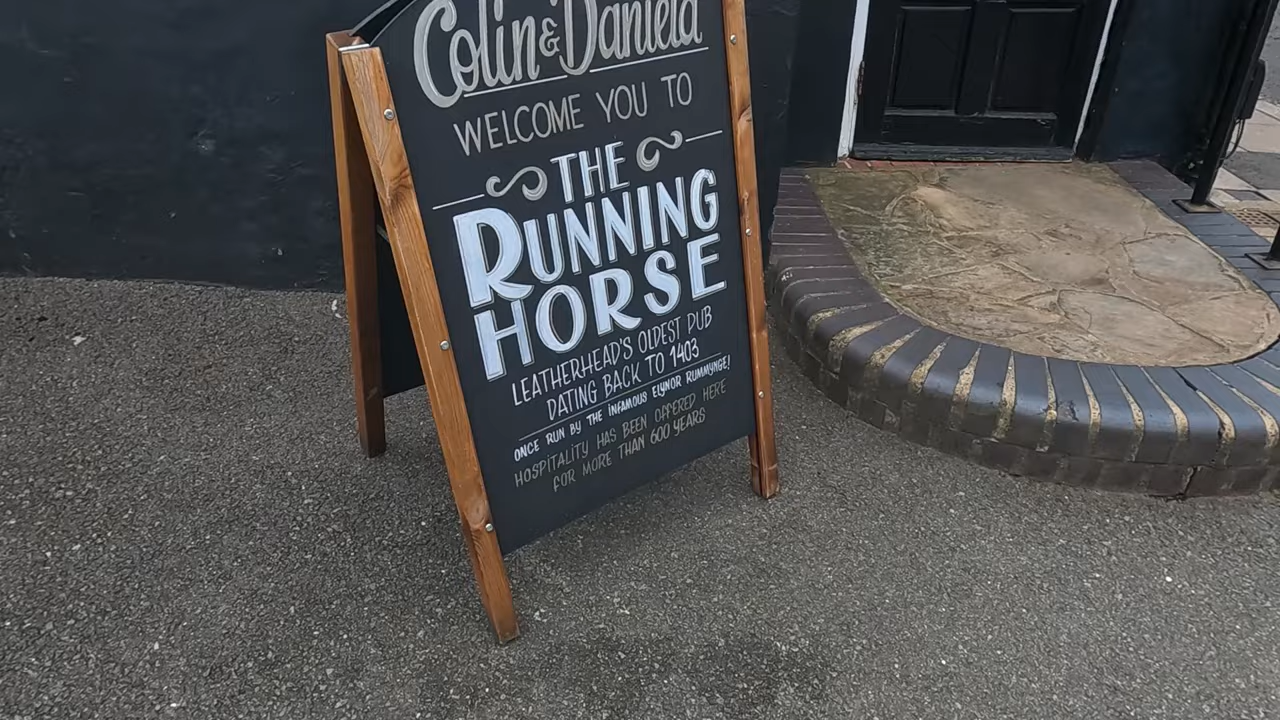 Colin & Daniela
WELCOME YOU TO
THE
RUNNING
HORSE
LEATHERHEAD'S OLDEST PUB
DATING BACK TO 1403
ONCE RUN BY THE INFAMOUS ELYNOR RUMMYNGE!
HOSPITALITY HAS BEEN OFFERED HERE
FOR MORE THAN 600 YEARS